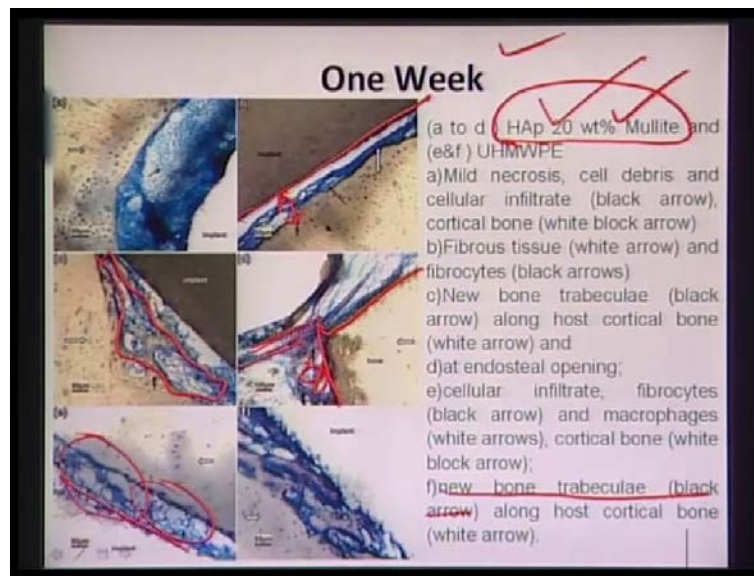 One Week
(a to d ) HAp 20 wt% Mullite and
(e&f ) UHMWPE
a)Mild necrosis, cell debris and
cellular infiltrate (black arrow),
cortical bone (white block arrow)
b)Fibrous tissue (white arrow) and
fibrocytes (black arrows)
c)New bone trabeculae (black
arrow) along host cortical bone
(white arrow) and
d)at endosteal opening;
e)cellular infiltrate, fibrocytes
(black arrow) and macrophages
(white arrows), cortical bone (white
block arrow);
f)new bone trabeculae (black
arrow) along host cortical bone
(white arrow).
Implant
Implant
Implant
(d)
bone
(e)
Implant
Implant